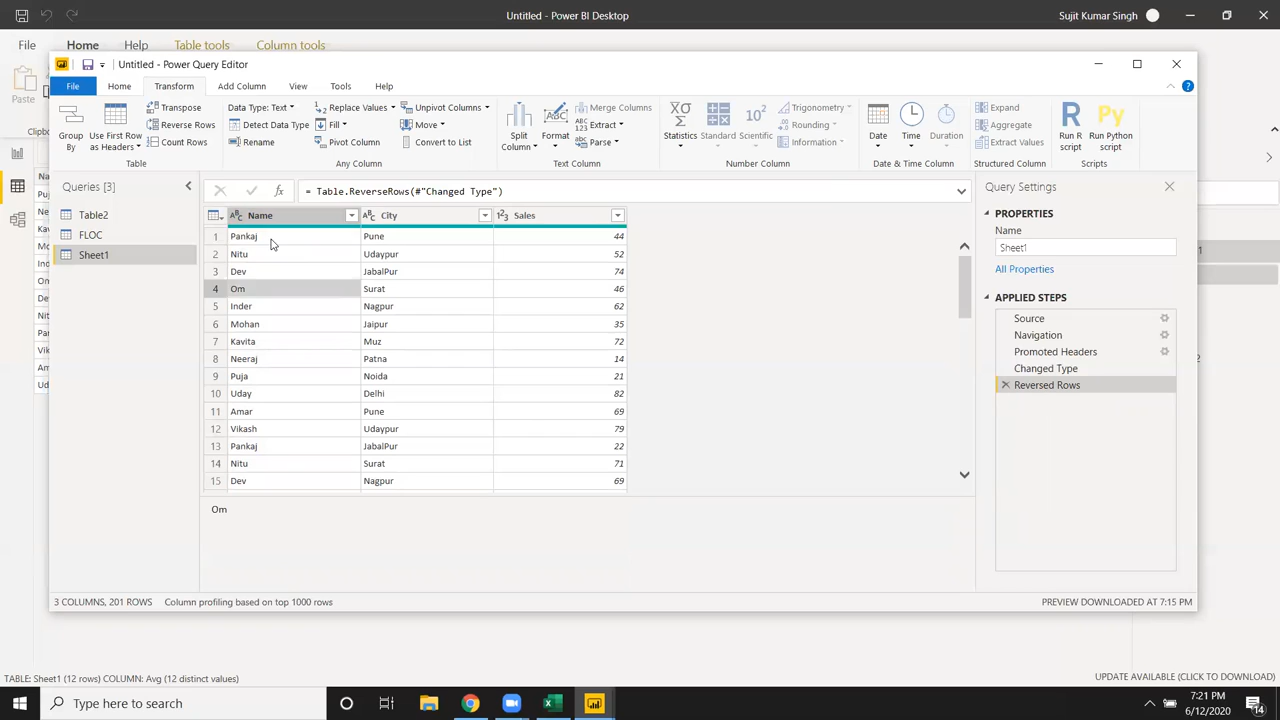 Untitled - Power BI Desktop
Sujit Kumar Singh
File Home Help Table tools Column tools
Untitled - Power Query Editor
File Home Transform Add Column View Tools Help
Paste
Clipb
Group By
Use First Row as Headers
Transpose
Reverse Rows
Count Rows
Table
Data Type: Text
Detect Data Type
Rename
Replace Values
Fill
Pivot Column
Unpivot Columns
Move
Convert to List
Any Column
Split Column
Format
Merge Columns
Extract
Parse
Text Column
Statistics
Standard
Scientific
Trigonometry
Rounding
Information
Number Column
Date
Time
Duration
Date & Time Column
Expand
Aggregate
Extract Values
Structured Column
Run R script
Run Python script
Scripts
Queries [3]
Table2
FLOC
Sheet1
= Table.ReverseRows(#"Changed Type")
Name City Sales
1 Pankaj Pune 44
2 Nitu Udaypur 52
3 Dev JabalPur 74
4 Om Surat 46
5 Inder Nagpur 62
6 Mohan Jaipur 35
7 Kavita Muz 72
8 Neeraj Patna 14
9 Puja Noida 21
10 Uday Delhi 82
11 Amar Pune 69
12 Vikash Udaypur 79
13 Pankaj JabalPur 22
14 Nitu Surat 71
15 Dev Nagpur 69
Om
Query Settings
PROPERTIES
Name
Sheet1
All Properties
APPLIED STEPS
Source
Navigation
Promoted Headers
Changed Type
Reversed Rows
3 COLUMNS, 201 ROWS Column profiling based on top 1000 rows
PREVIEW DOWNLOADED AT 7:15 PM
TABLE: Sheet1 (12 rows) COLUMN: Avg (12 distinct values)
UPDATE AVAILABLE (CLICK TO DOWNLOAD)
Type here to search
7:21 PM
6/12/2020
14